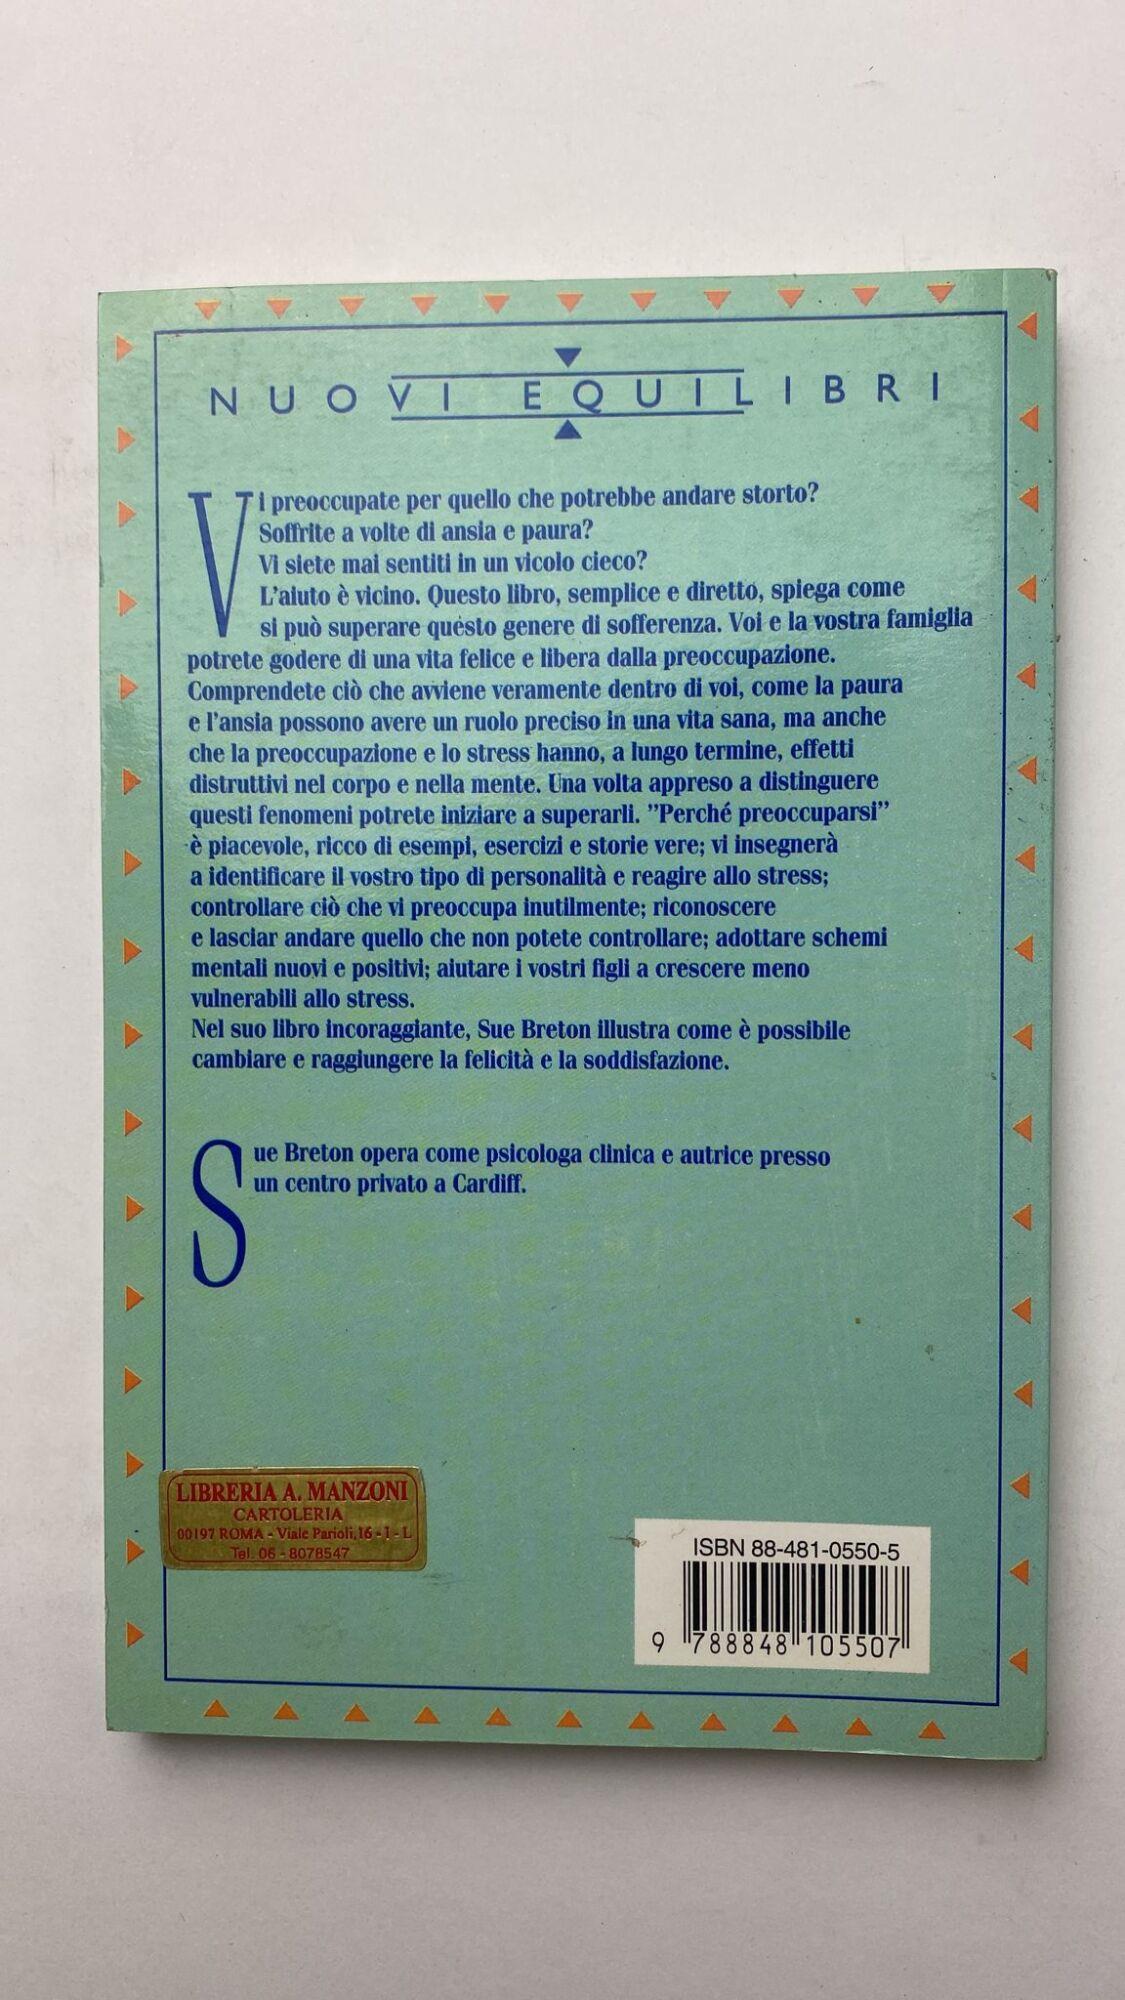 NUOVI EQUILIBRI
Vi preoccupate per quello che potrebbe andare storto?
Soffrite a volte di ansia e paura?
Vi siete mai sentiti in un vicolo cieco?
L'aiuto è vicino. Questo libro, semplice e diretto, spiega come
si può superare questo genere di sofferenza. Voi e la vostra famiglia
potrete godere di una vita felice e libera dalla preoccupazione.
Comprendete ciò che avviene veramente dentro di voi, come la paura
e l'ansia possono avere un ruolo preciso in una vita sana, ma anche
che la preoccupazione e lo stress hanno, a lungo termine, effetti
distruttivi nel corpo e nella mente. Una volta appreso a distinguere
questi fenomeni potrete iniziare a superarli. ”Perché preoccuparsi”
è piacevole, ricco di esempi, esercizi e storie vere; vi insegnerà
a identificare il vostro tipo di personalità e reagire allo stress;
controllare ciò che vi preoccupa inutilmente; riconoscere
e lasciar andare quello che non potete controllare; adottare schemi
mentali nuovi e positivi; aiutare i vostri figli a crescere meno
vulnerabili allo stress.
Nel suo libro incoraggiante, Sue Breton illustra come è possibile
cambiare e raggiungere la felicità e la soddisfazione.
Sue Breton opera come psicologa clinica e autrice presso
un centro privato a Cardiff.
LIBRERIA A. MANZONI
CARTOLERIA
00197 ROMA - Viale Parioli, 16 - I - L
Tel. 06 - 8078547
ISBN 88-481-0550-5
9 788848 105507